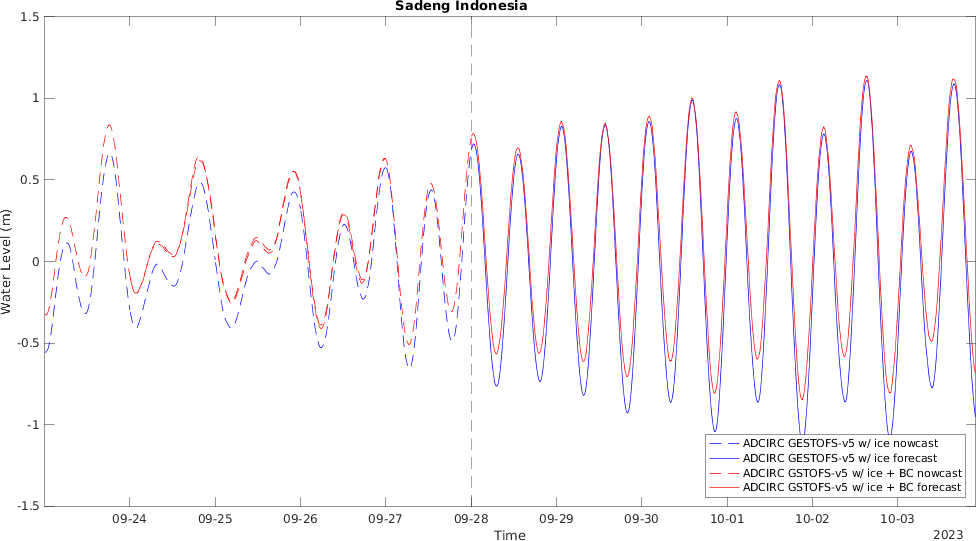 Sadeng Indonesia
1.5
1
0.5
0
-0.5
-1
-1.5
Water Level (m)
ADCIRC GESTOFS-v5 w/ ice nowcast
ADCIRC GESTOFS-v5 w/ ice forecast
ADCIRC GSTOFS-v5 w/ ice + BC nowcast
ADCIRC GSTOFS-v5 w/ ice + BC forecast
09-24 09-25 09-26 09-27 09-28 09-29 09-30 10-01 10-02 10-03
Time
2023